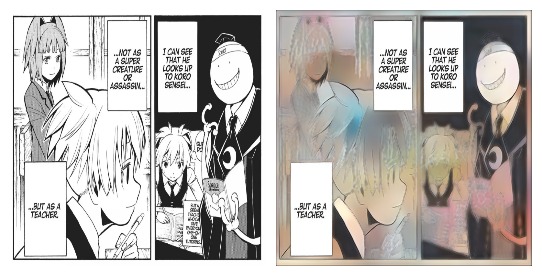 I CAN SEE
THAT HE
LOOKS UP
TO KORO
SENSEI...
...NOT AS
A SUPER
CREATURE
OR
ASSASSIN...
...BUT AS A
TEACHER.
...NOT AS
A SUPER
CREATURE
OR
ASSASSIN...
I CAN SEE
THAT HE
LOOKS UP
TO KORO
SENSEI...
...BUT AS A
TEACHER.